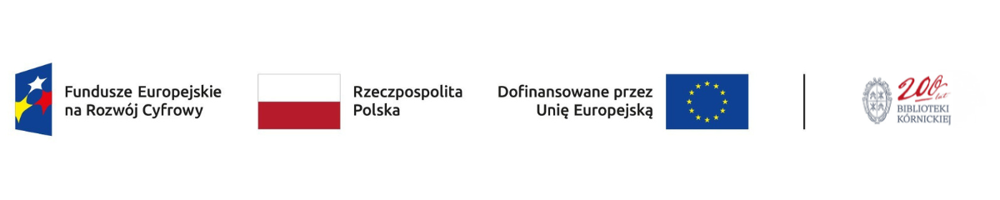 Fundusze Europejskie
na Rozwój Cyfrowy
Rzeczpospolita
Polska
Dofinansowane przez
Unię Europejską
200 lat
BIBLIOTEKI
KÓRNICKIEJ